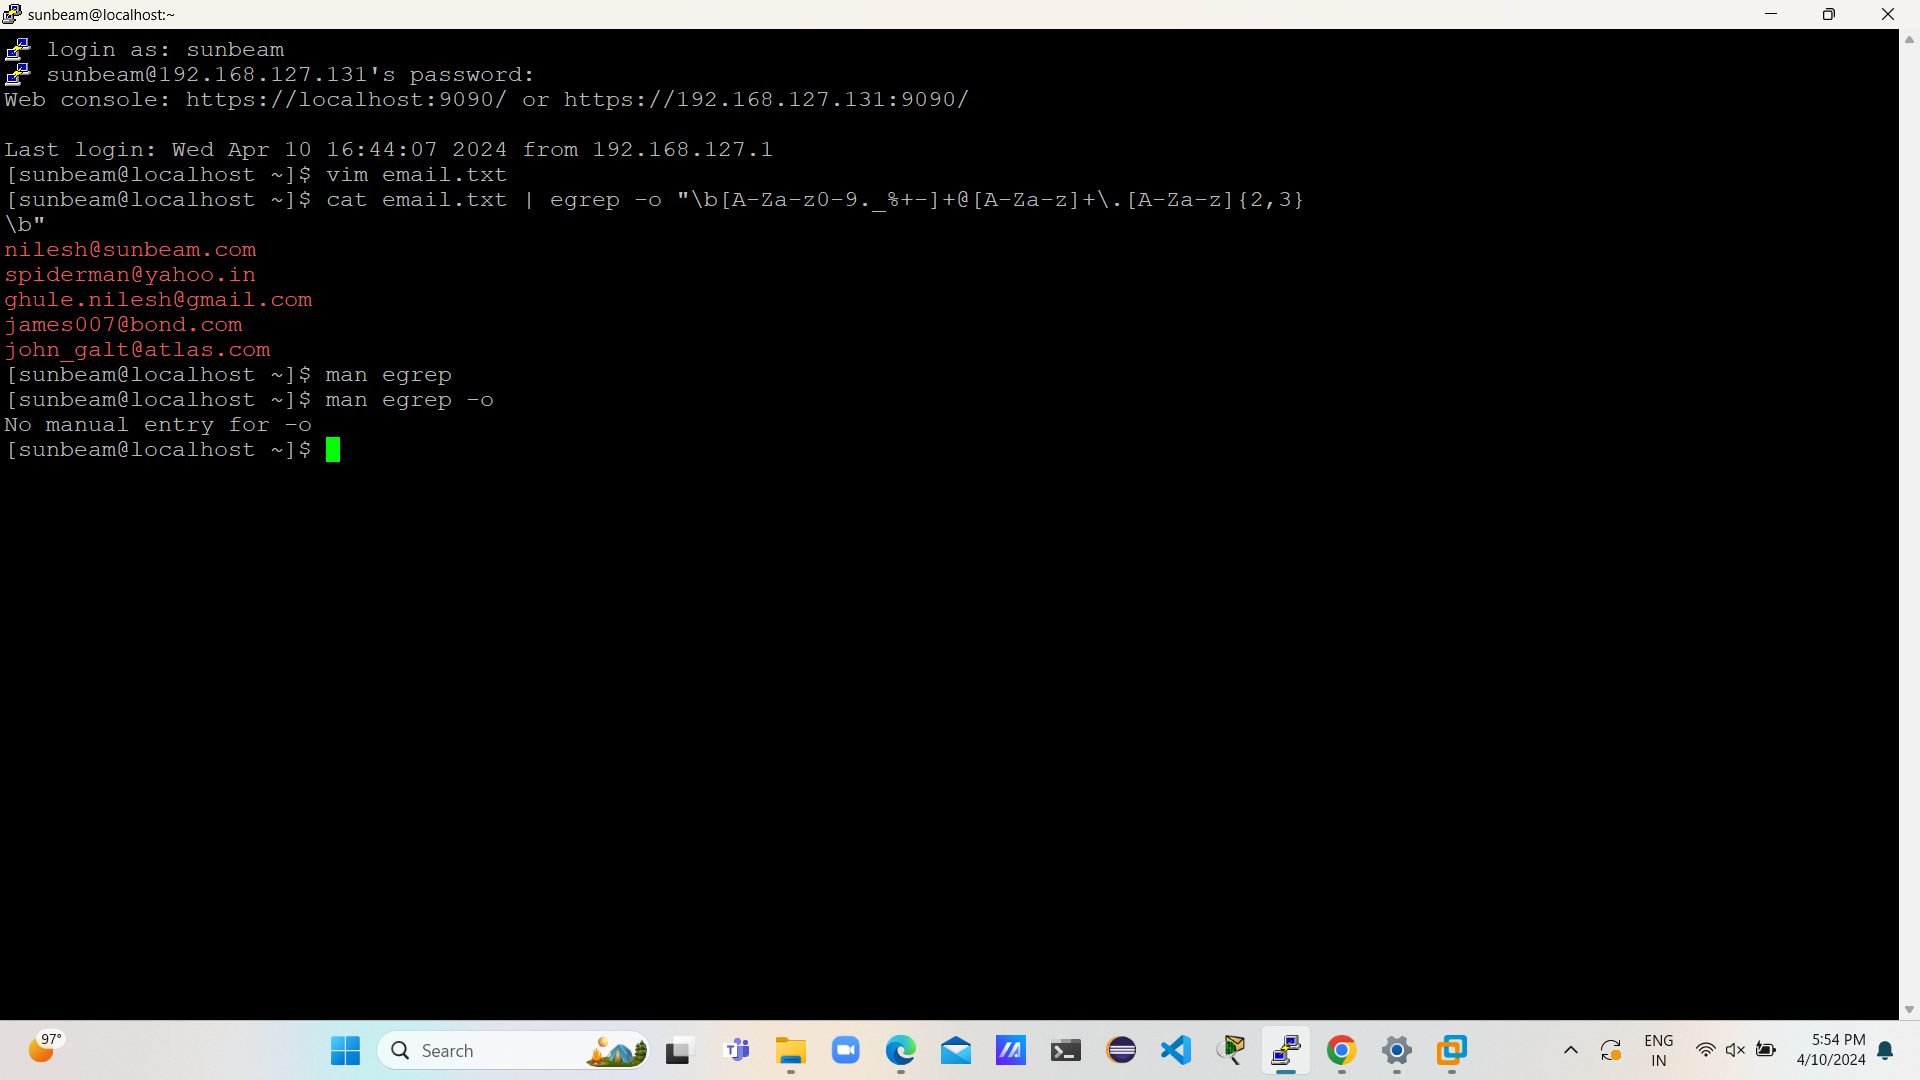 sunbeam@localhost:~
login as: sunbeam
sunbeam@192.168.127.131's password:
Web console: https://localhost:9090/ or https://192.168.127.131:9090/
Last login: Wed Apr 10 16:44:07 2024 from 192.168.127.1
[sunbeam@localhost ~]$ vim email.txt
[sunbeam@localhost ~]$ cat email.txt | egrep -o "\b[A-Za-z0-9._%+-]+@[A-Za-z]+\.[A-Za-z]{2,3}
\b"
nilesh@sunbeam.com
spiderman@yahoo.in
ghule.nilesh@gmail.com
james007@bond.com
john_galt@atlas.com
[sunbeam@localhost ~]$ man egrep
[sunbeam@localhost ~]$ man egrep -o
No manual entry for -o
[sunbeam@localhost ~]$
97°
Search
ENG
IN
5:54 PM
4/10/2024